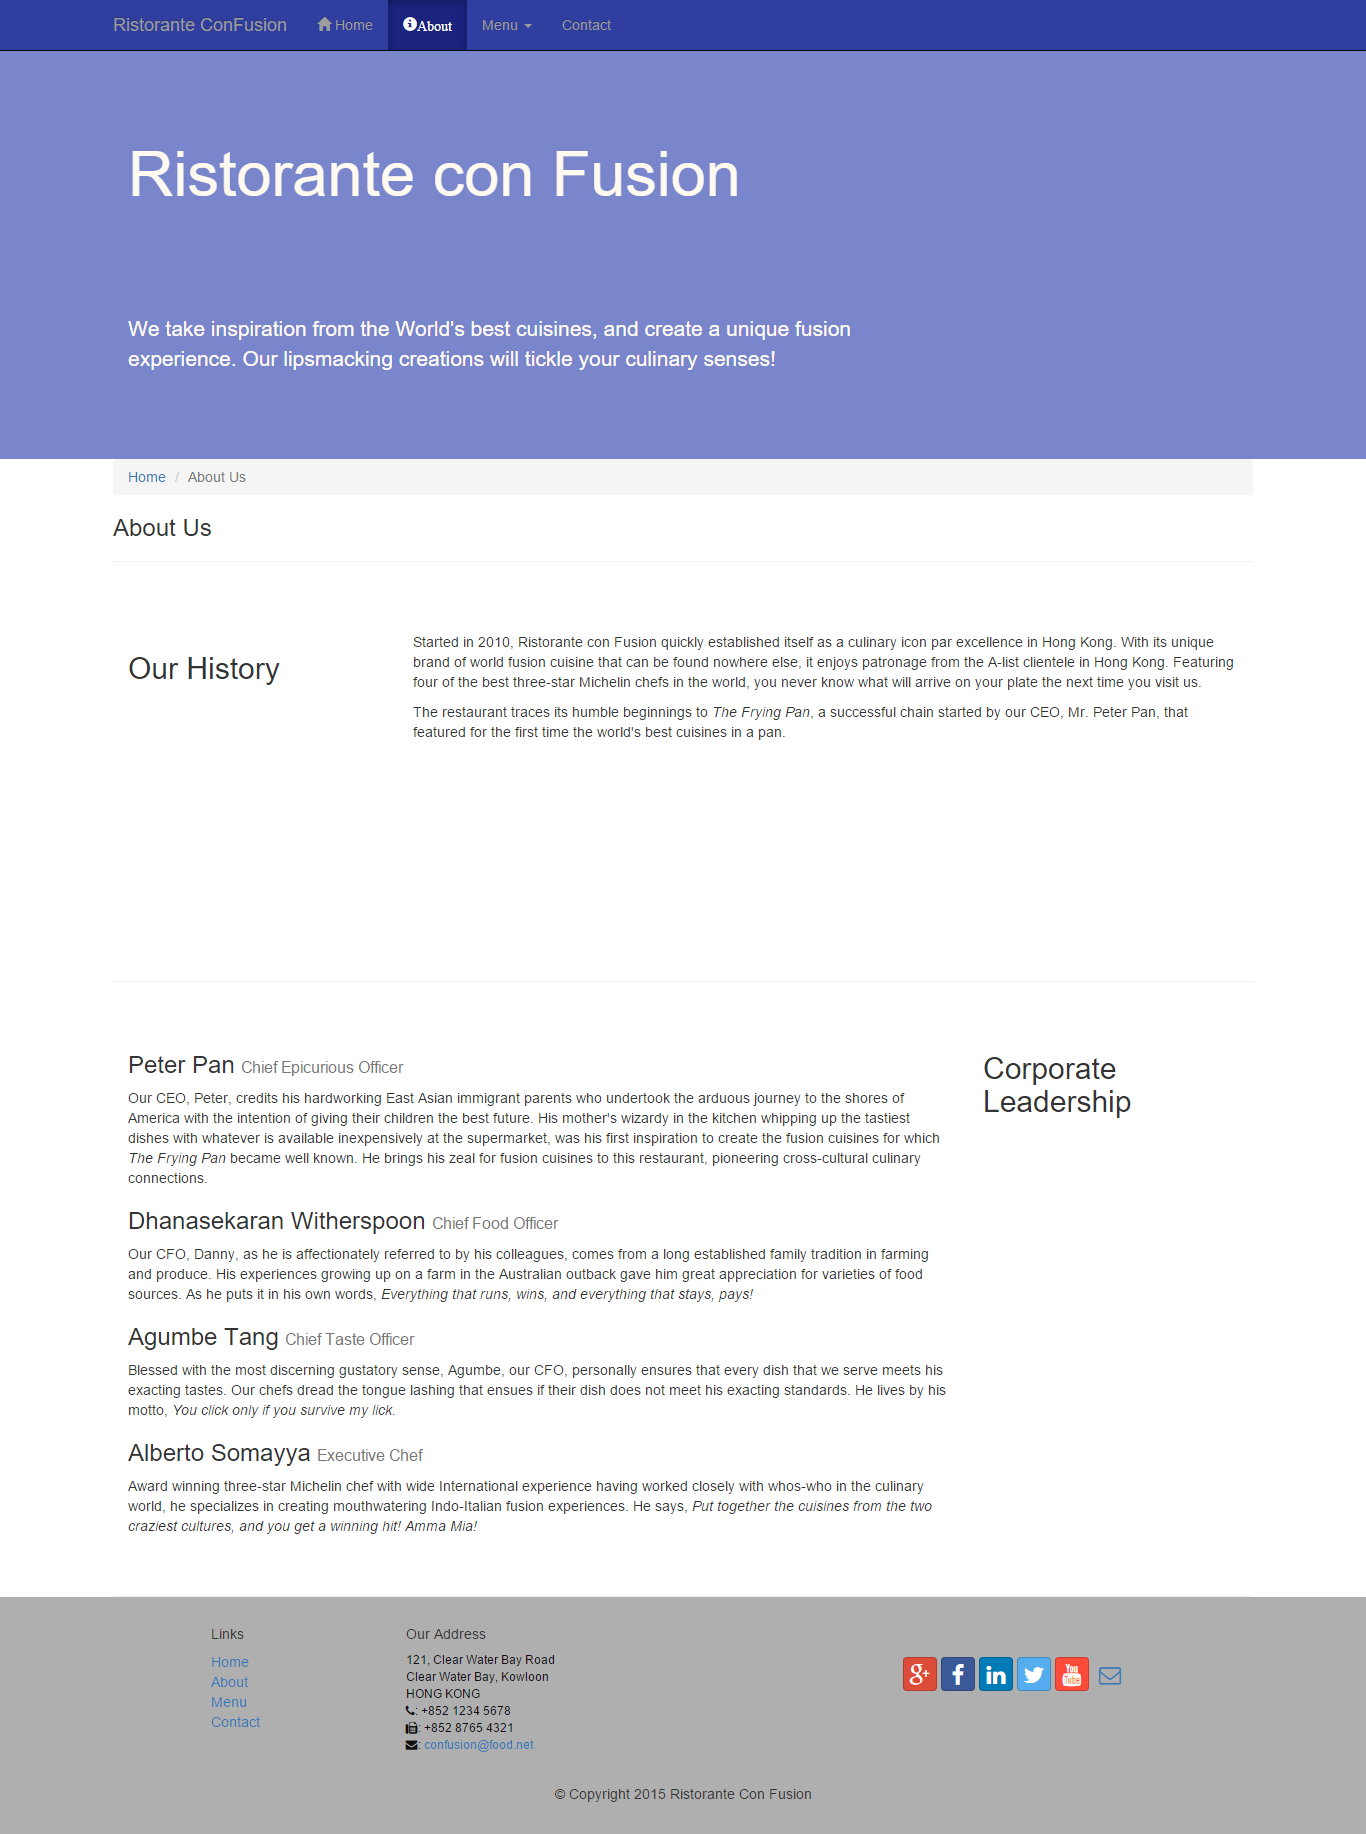 Ristorante ConFusion Home About Menu Contact
Ristorante con Fusion
We take inspiration from the World's best cuisines, and create a unique fusion
experience. Our lipsmacking creations will tickle your culinary senses!
Home / About Us
About Us
Our History
Started in 2010, Ristorante con Fusion quickly established itself as a culinary icon par excellence in Hong Kong. With its unique
brand of world fusion cuisine that can be found nowhere else, it enjoys patronage from the A-list clientele in Hong Kong. Featuring
four of the best three-star Michelin chefs in the world, you never know what will arrive on your plate the next time you visit us.
The restaurant traces its humble beginnings to The Frying Pan, a successful chain started by our CEO, Mr. Peter Pan, that
featured for the first time the world's best cuisines in a pan.
Peter Pan Chief Epicurious Officer
Our CEO, Peter, credits his hardworking East Asian immigrant parents who undertook the arduous journey to the shores of
America with the intention of giving their children the best future. His mother's wizardy in the kitchen whipping up the tastiest
dishes with whatever is available inexpensively at the supermarket, was his first inspiration to create the fusion cuisines for which
The Frying Pan became well known. He brings his zeal for fusion cuisines to this restaurant, pioneering cross-cultural culinary
connections.
Dhanasekaran Witherspoon Chief Food Officer
Our CFO, Danny, as he is affectionately referred to by his colleagues, comes from a long established family tradition in farming
and produce. His experiences growing up on a farm in the Australian outback gave him great appreciation for varieties of food
sources. As he puts it in his own words, Everything that runs, wins, and everything that stays, pays!
Agumbe Tang Chief Taste Officer
Blessed with the most discerning gustatory sense, Agumbe, our CFO, personally ensures that every dish that we serve meets his
exacting tastes. Our chefs dread the tongue lashing that ensues if their dish does not meet his exacting standards. He lives by his
motto, You click only if you survive my lick.
Alberto Somayya Executive Chef
Award winning three-star Michelin chef with wide International experience having worked closely with whos-who in the culinary
world, he specializes in creating mouthwatering Indo-Italian fusion experiences. He says, Put together the cuisines from the two
craziest cultures, and you get a winning hit! Amma Mia!
Corporate
Leadership
Links
Home
About
Menu
Contact
Our Address
121, Clear Water Bay Road
Clear Water Bay, Kowloon
HONG KONG
: +852 1234 5678
: +852 8765 4321
: confusion@food.net
g+ f in You Tube
© Copyright 2015 Ristorante Con Fusion